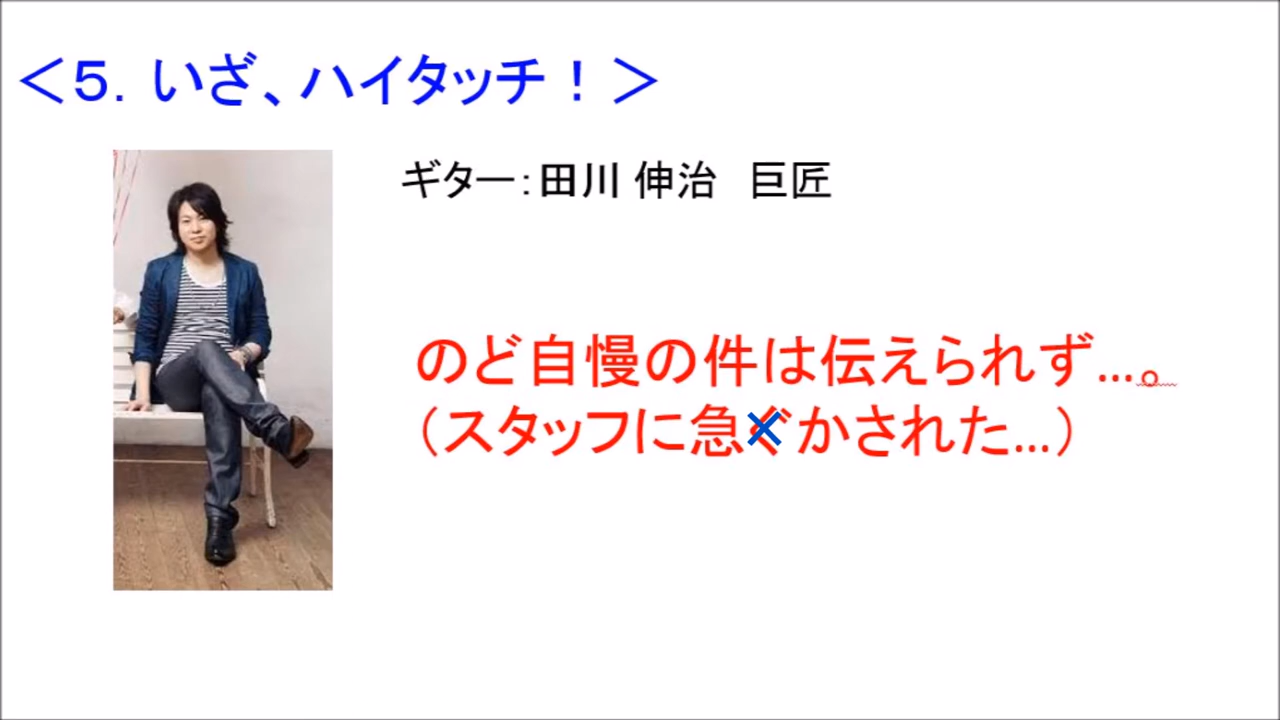 ＜５．いざ、ハイタッチ！＞
ギター：田川 伸治　巨匠
のど自慢の件は伝えられず…。
（スタッフに急ぐかされた…）